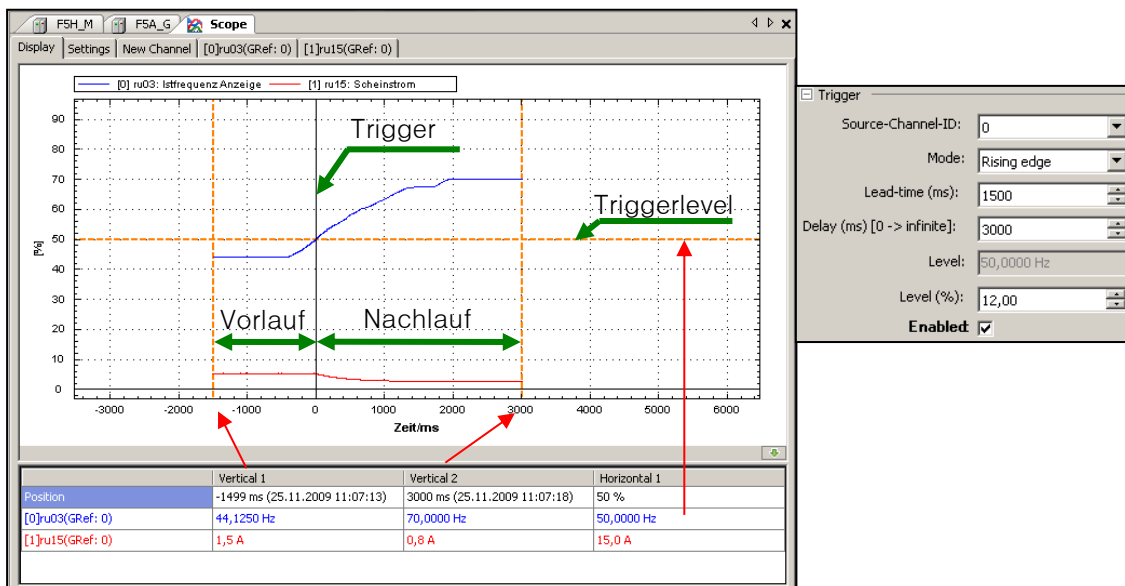 F5H_M F5A_G Scope
Display Settings New Channel [0]ru03(GRef: 0) [1]ru15(GRef: 0)
[0] ru03: Istfrequenz Anzeige [1] ru15: Scheinstrom
90
80
70
60
50
40
30
20
10
0
[%]
-3000 -2000 -1000 0 1000 2000 3000 4000 5000 6000
Zeit/ms
Trigger
Triggerlevel
Vorlauf Nachlauf
Vertical 1 Vertical 2 Horizontal 1
Position -1499 ms (25.11.2009 11:07:13) 3000 ms (25.11.2009 11:07:18) 50 %
[0]ru03(GRef: 0) 44,1250 Hz 70,0000 Hz 50,0000 Hz
[1]ru15(GRef: 0) 1,5 A 0,8 A 15,0 A
Trigger
Source-Channel-ID: 0
Mode: Rising edge
Lead-time (ms): 1500
Delay (ms) [0 -> infinite]: 3000
Level: 50,0000 Hz
Level (%): 12,00
Enabled: